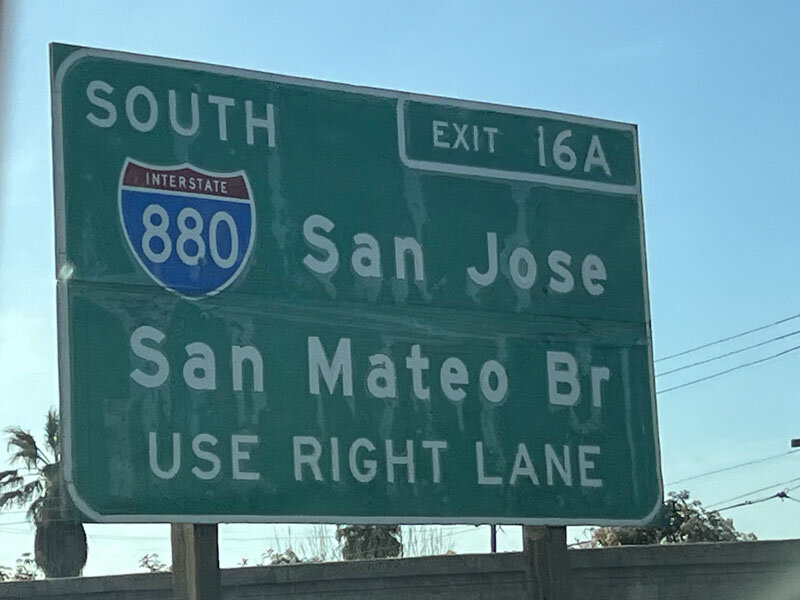 SOUTH
EXIT 16A
INTERSTATE
880
San Jose
San Mateo Br
USE RIGHT LANE